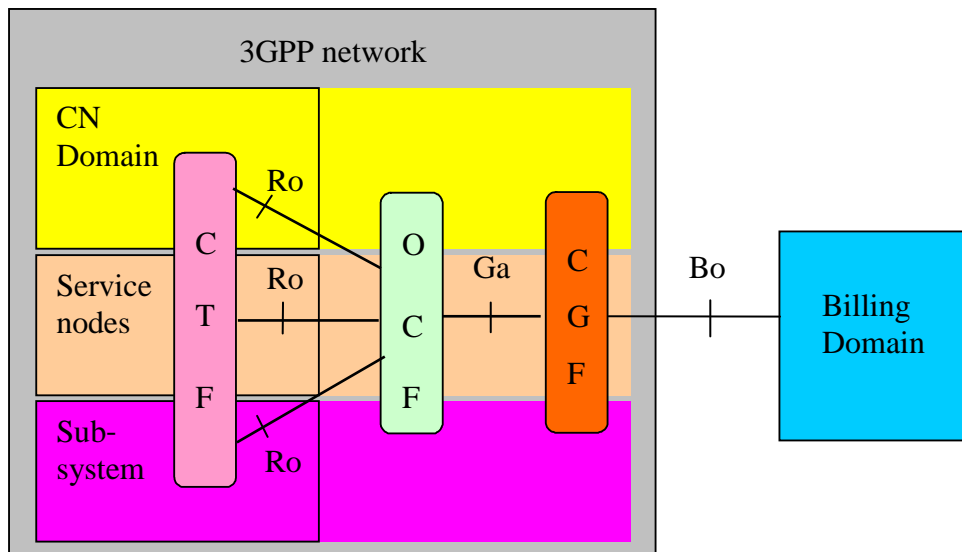 3GPP network
CN
Domain
Ro
C
T
F
O
C
F
C
G
F
Service
nodes
Ro
Ga
Bo
Billing
Domain
Sub-
system
Ro